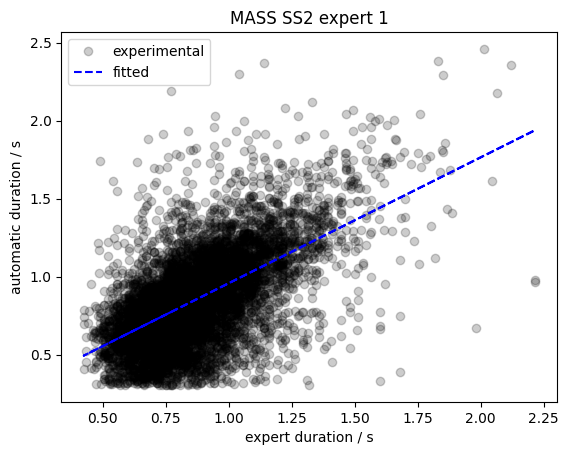 MASS SS2 expert 1
experimental
fitted
automatic duration / s
2.5
2.0
1.5
1.0
0.5
0.50 0.75 1.00 1.25 1.50 1.75 2.00 2.25
expert duration / s